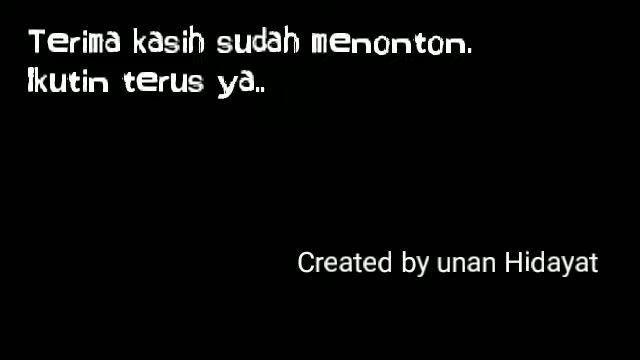 Terima kasih sudah menonton.
Ikutin terus ya..
Created by unan Hidayat